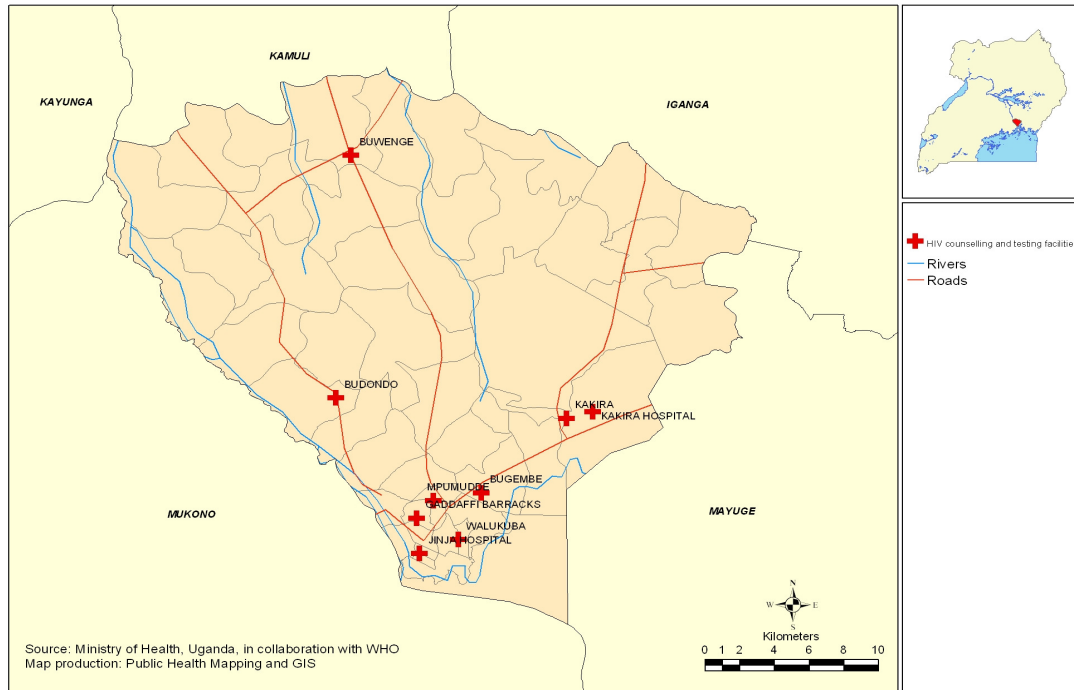 KAMULI
KAYUNGA
IGANGA
BUWENGE
HIV counselling and testing facilitie
Rivers
Roads
BUDONDO
KAKIRA
KAKIRA HOSPITAL
BUGEMBE
MPUMUDDE
GADDAFFI BARRACKS
MUKONO
MAYUGE
WALUKUBA
JINJA HOSPITAL
N
W E
S
Kilometers
0 1 2 4 6 8 10
Source: Ministry of Health, Uganda, in collaboration with WHO
Map production: Public Health Mapping and GIS